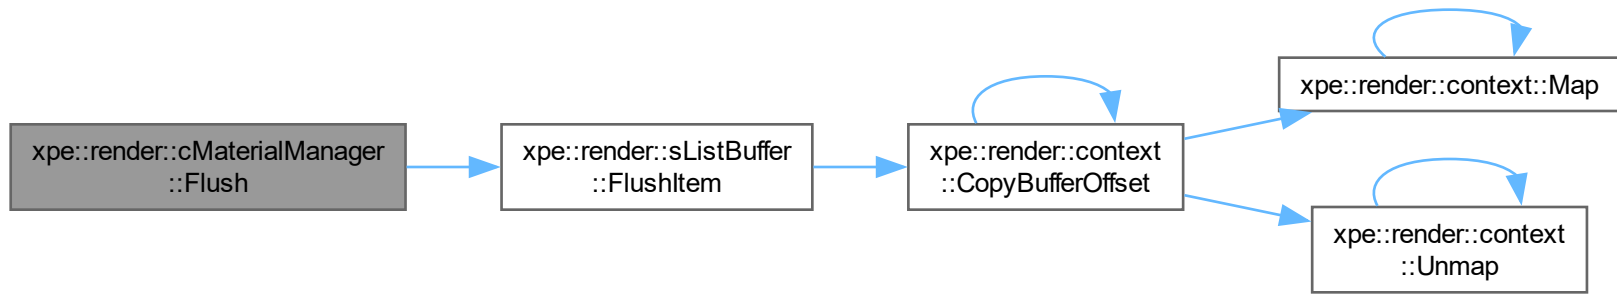 xpe::render::cMaterialManager
::Flush
xpe::render::sListBuffer
::FlushItem
xpe::render::context
::CopyBufferOffset
xpe::render::context::Map
xpe::render::context
::Unmap